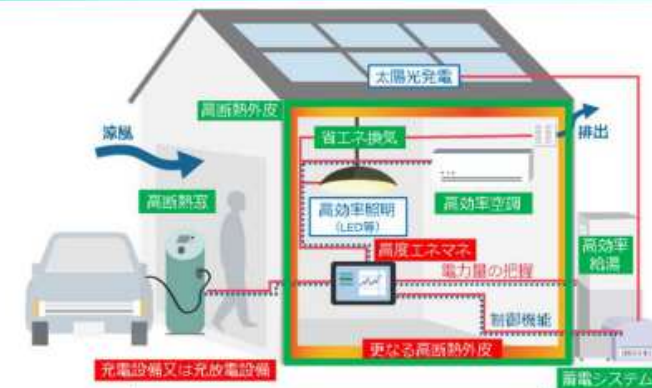 太陽光発電
高断熱外皮
涼風
省エネ換気
排出
高断熱窓
高効率照明
(LED等)
高効率空調
高効率
給湯
高度エネマネ
電力量の把握
制御機能
更なる高断熱外皮
充電設備又は充放電設備
蓄電システム